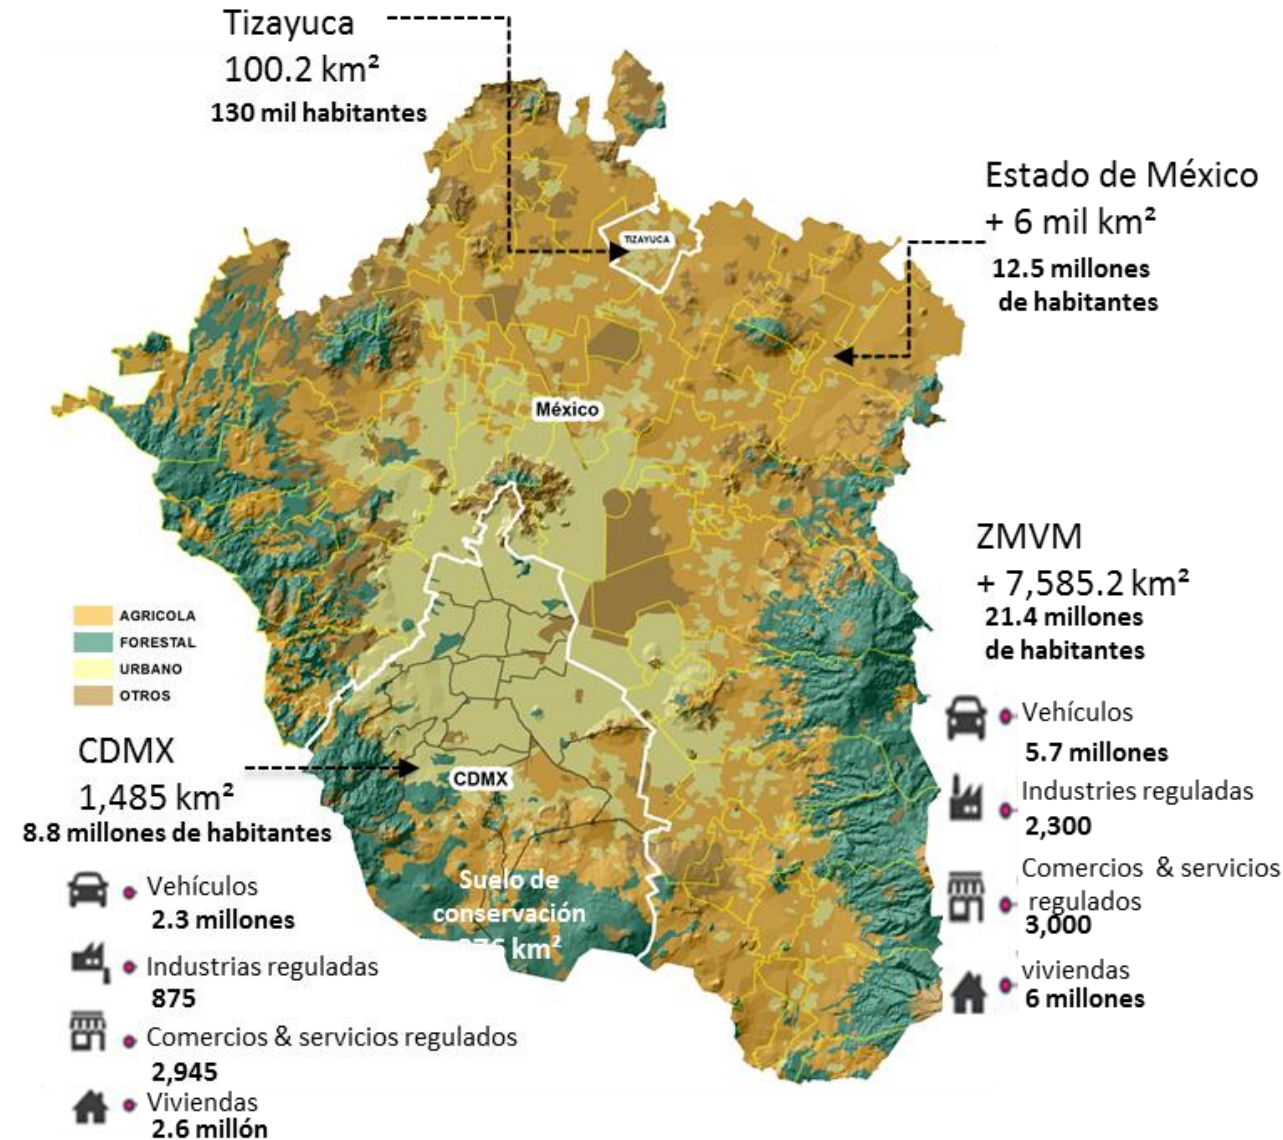 Tizayuca
100.2 km²
130 mil habitantes
Estado de México
+ 6 mil km²
12.5 millones
de habitantes
TIZAYUCA
México
ZMVM
+ 7,585.2 km²
21.4 millones
de habitantes
Vehículos
5.7 millones
Industries reguladas
2,300
Comercios & servicios
regulados
3,000
viviendas
6 millones
AGRICOLA
FORESTAL
URBANO
OTROS
CDMX
1,485 km²
8.8 millones de habitantes
CDMX
Suelo de
conservación
km²
Vehículos
2.3 millones
Industrias reguladas
875
Comercios & servicios regulados
2,945
Viviendas
2.6 millón